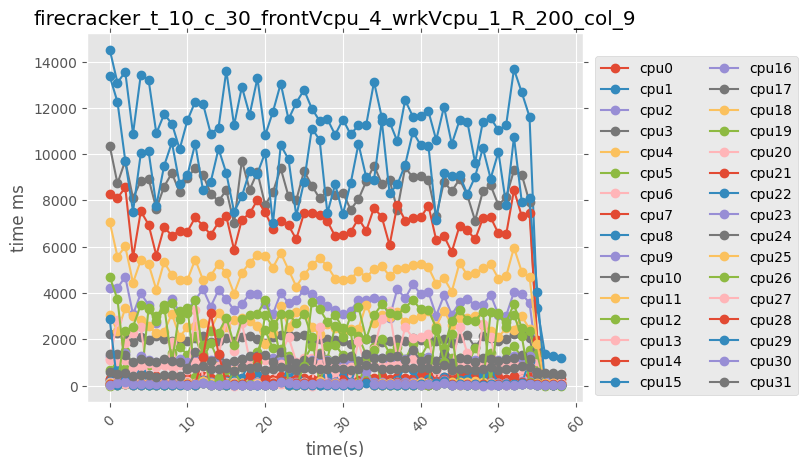 firecracker_t_10_c_30_frontVcpu_4_wrkVcpu_1_R_200_col_9
time ms
14000
12000
10000
8000
6000
4000
2000
0
0
10
20
30
40
50
60
time(s)
cpu0
cpu1
cpu2
cpu3
cpu4
cpu5
cpu6
cpu7
cpu8
cpu9
cpu10
cpu11
cpu12
cpu13
cpu14
cpu15
cpu16
cpu17
cpu18
cpu19
cpu20
cpu21
cpu22
cpu23
cpu24
cpu25
cpu26
cpu27
cpu28
cpu29
cpu30
cpu31